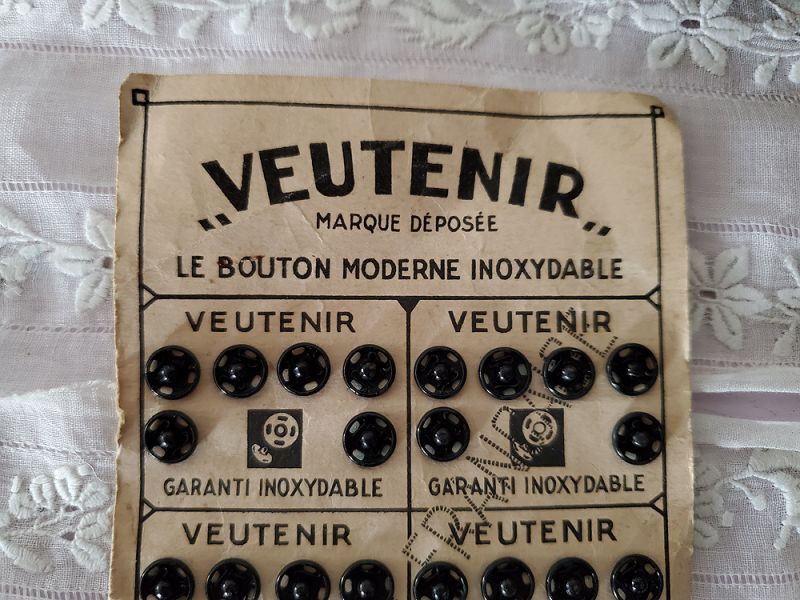 „VEUTENIR„
MARQUE DÉPOSÉE
LE BOUTON MODERNE INOXYDABLE
VEUTENIR VEUTENIR
GARANTI INOXYDABLE GARANTI INOXYDABLE
VEUTENIR VEUTENIR